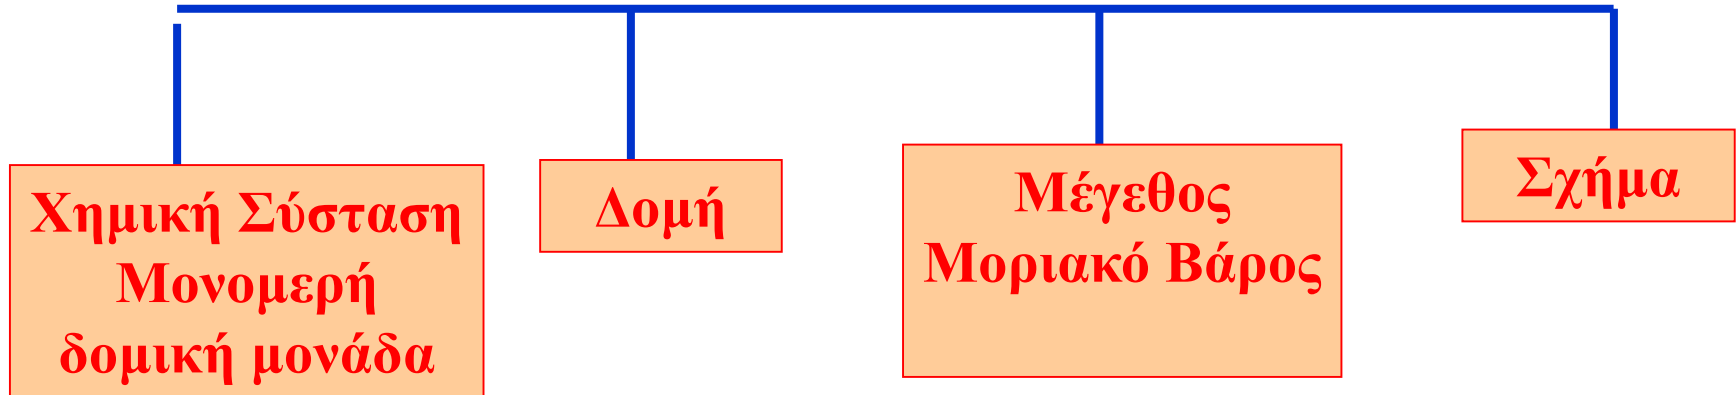 Χημική Σύσταση
Μονομερή
δομική μονάδα
Δομή
Μέγεθος
Μοριακό Βάρος
Σχήμα